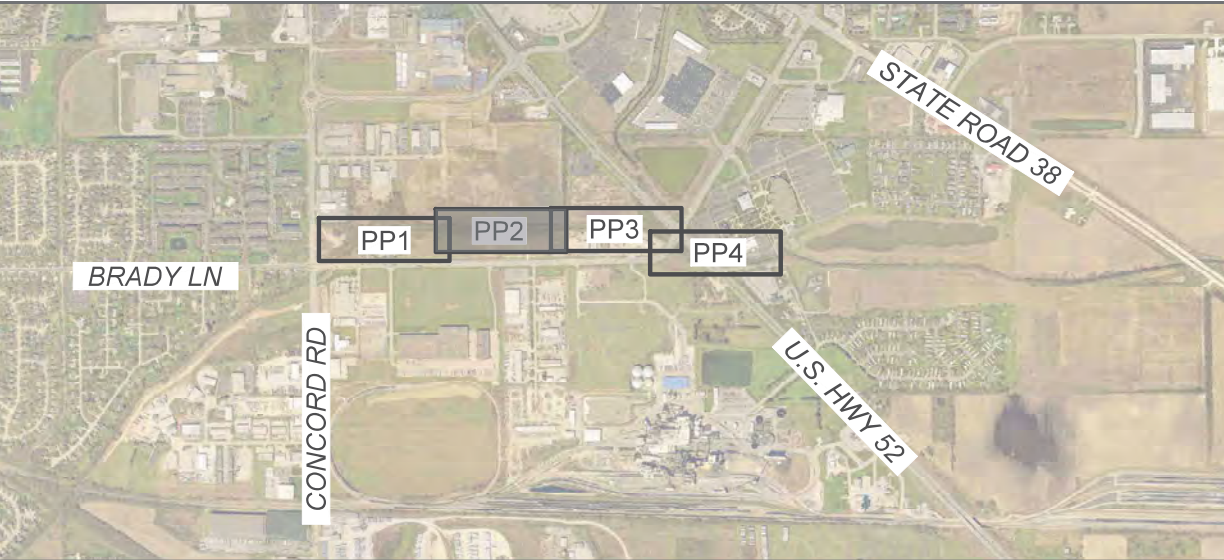 STATE ROAD 38
PP1
PP2
PP3
PP4
BRADY LN
CONCORD RD
U.S. HWY 52